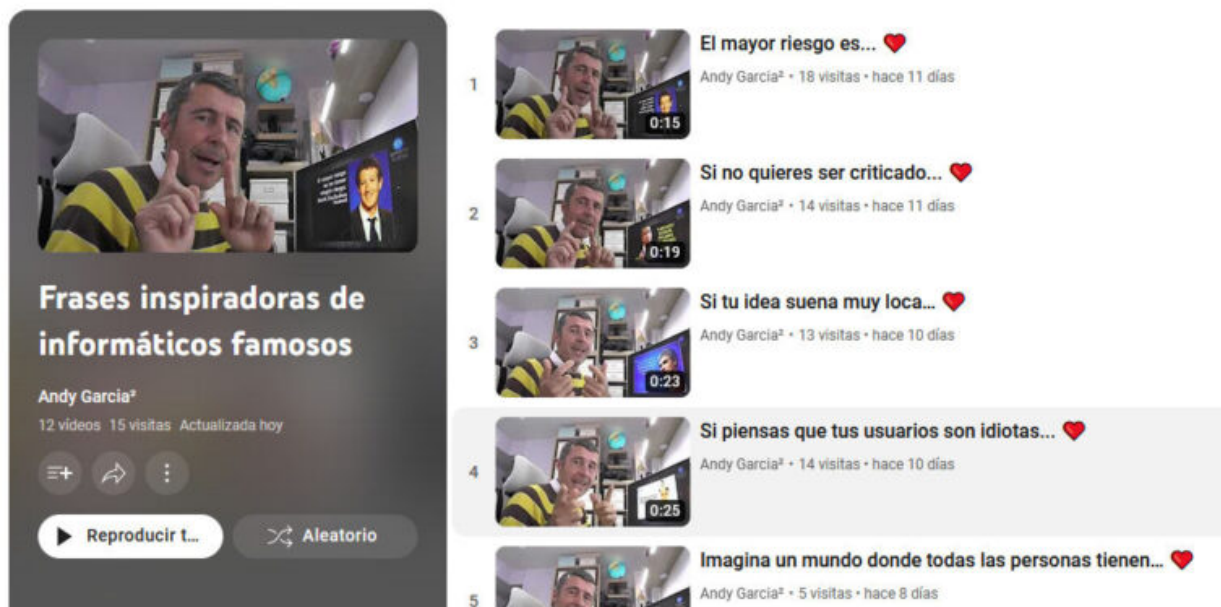 Frases inspiradoras de
informáticos famosos
Andy Garcia²
12 vídeos 15 visitas Actualizada hoy
Reproducir t...
Aleatorio
1
0:15
El mayor riesgo es... ❤
Andy Garcia² • 18 visitas • hace 11 días
2
0:19
Si no quieres ser criticado... ❤
Andy Garcia² • 14 visitas • hace 11 días
3
0:23
Si tu idea suena muy loca... ❤
Andy Garcia² • 13 visitas • hace 10 días
4
0:25
Si piensas que tus usuarios son idiotas... ❤
Andy Garcia² • 14 visitas • hace 10 días
5
Imagina un mundo donde todas las personas tienen... ❤
Andy Garcia² • 5 visitas • hace 8 días